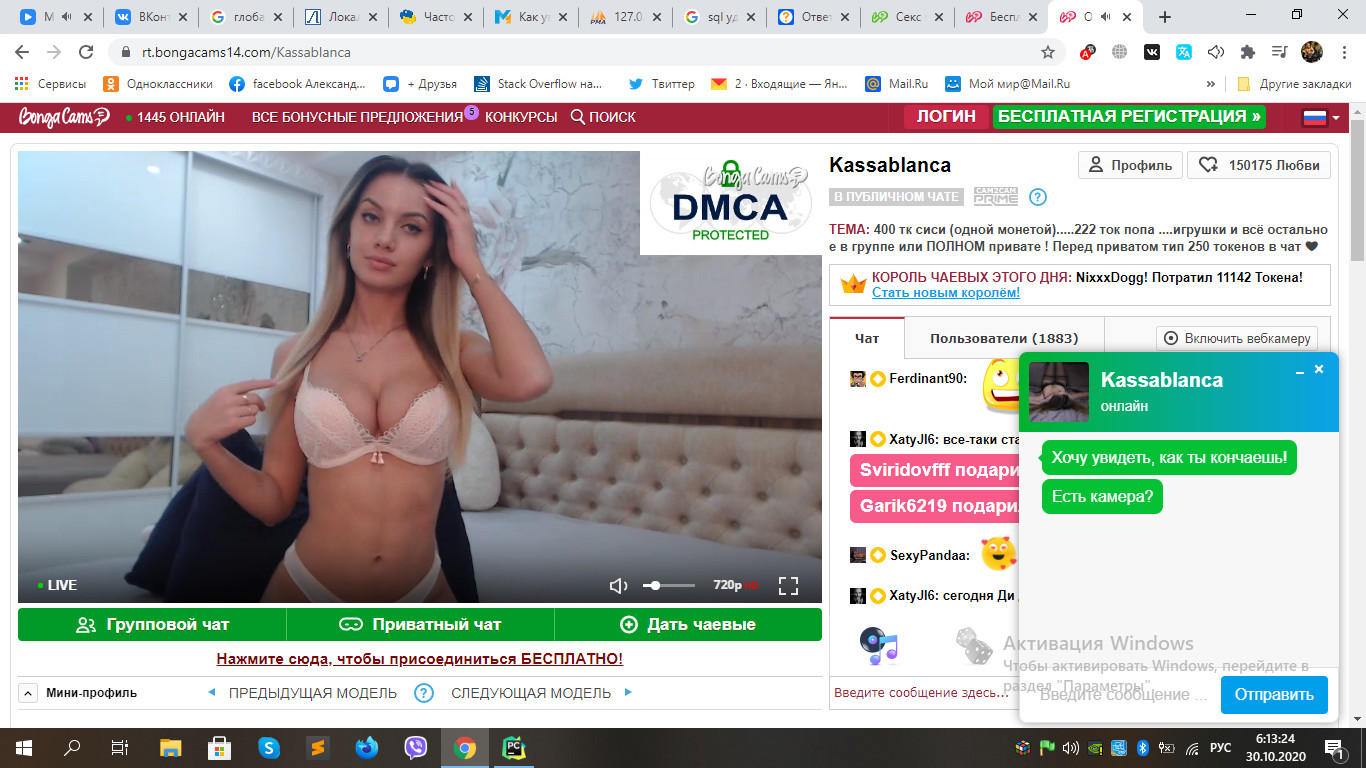 М
ВКонт
глоба
Лока
Часто
Как у
127.0
sql уд
Отве
Секс
Беспл
О
rt.bongacams14.com/Kassablanca
Сервисы
Одноклассники
facebook Александ...
+ Друзья
Stack Overflow на...
Твиттер
2 · Входящие — Ян...
Mail.Ru
Мой мир@Mail.Ru
»
Другие закладки
BongaCams
1445 ОНЛАЙН
ВСЕ БОНУСНЫЕ ПРЕДЛОЖЕНИЯ 5
КОНКУРСЫ
ПОИСК
ЛОГИН
БЕСПЛАТНАЯ РЕГИСТРАЦИЯ »
BongaCams
DMCA
PROTECTED
LIVE
720p HD
Kassablanca
Профиль
150175 Любви
В ПУБЛИЧНОМ ЧАТЕ
CAM2CAM
PRIME
?
ТЕМА: 400 тк сиси (одной монетой).....222 ток попа ....игрушки и всё остально
е в группе или ПОЛНОМ привате ! Перед приватом тип 250 токенов в чат
КОРОЛЬ ЧАЕВЫХ ЭТОГО ДНЯ: NixxxDogg! Потратил 11142 Токена!
Стать новым королём!
Чат
Пользователи (1883)
Включить вебкамеру
Ferdinant90:
XatyJI6: все-таки ста
Sviridovfff подари
Garik6219 подарил
SexyPandaa:
XatyJI6: сегодня Ди
Введите сообщение здесь...
Kassablanca
онлайн
Хочу увидеть, как ты кончаешь!
Есть камера?
Введите сообщение ...
Отправить
Активация Windows
Чтобы активировать Windows, перейдите в
раздел "Параметры".
Групповой чат
Приватный чат
Дать чаевые
Нажмите сюда, чтобы присоединиться БЕСПЛАТНО!
Мини-профиль
ПРЕДЫДУЩАЯ МОДЕЛЬ
?
СЛЕДУЮЩАЯ МОДЕЛЬ
РУС
6:13:24
30.10.2020
1